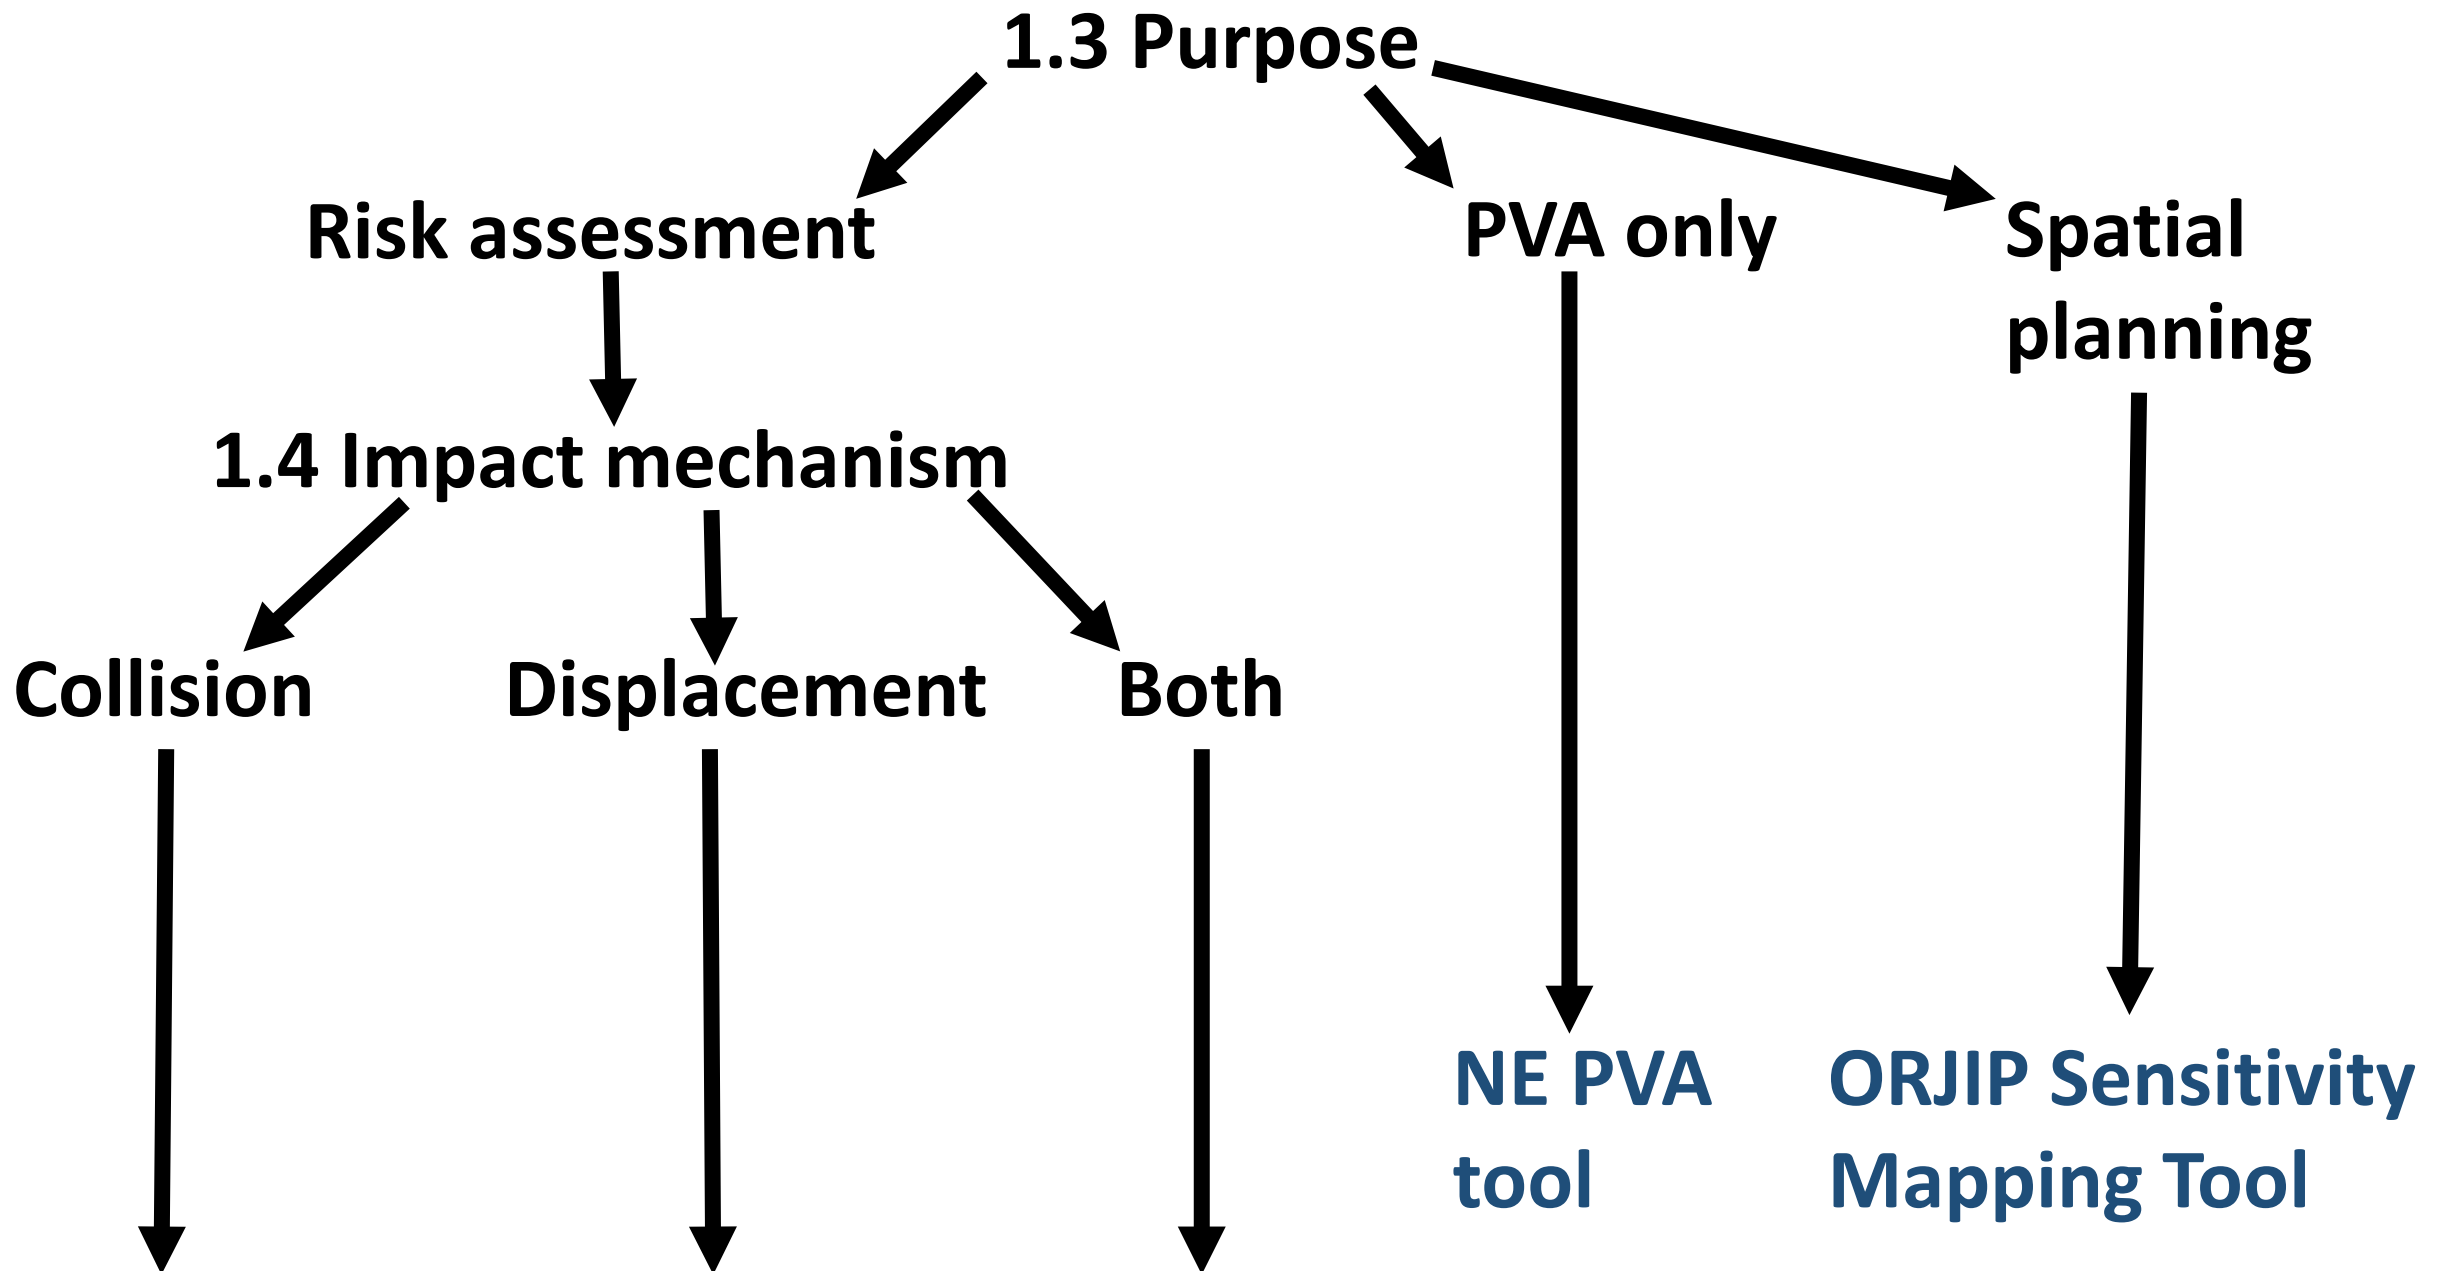 1.3 Purpose
Risk assessment
PVA only
Spatial
planning
1.4 Impact mechanism
Collision
Displacement
Both
NE PVA
tool
ORJIP Sensitivity
Mapping Tool